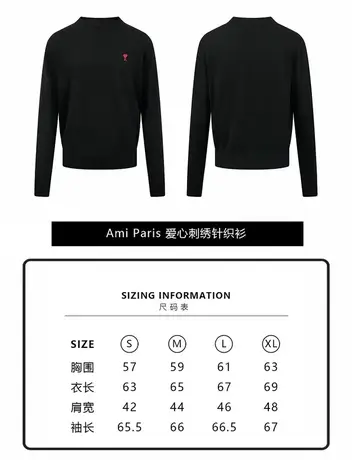 Ami Paris 爱心刺绣针织衫
SIZING INFORMATION
尺码表
SIZE S M L XL
胸围 57 59 61 63
衣长 63 65 67 69
肩宽 42 44 46 48
袖长 65.5 66 66.5 67